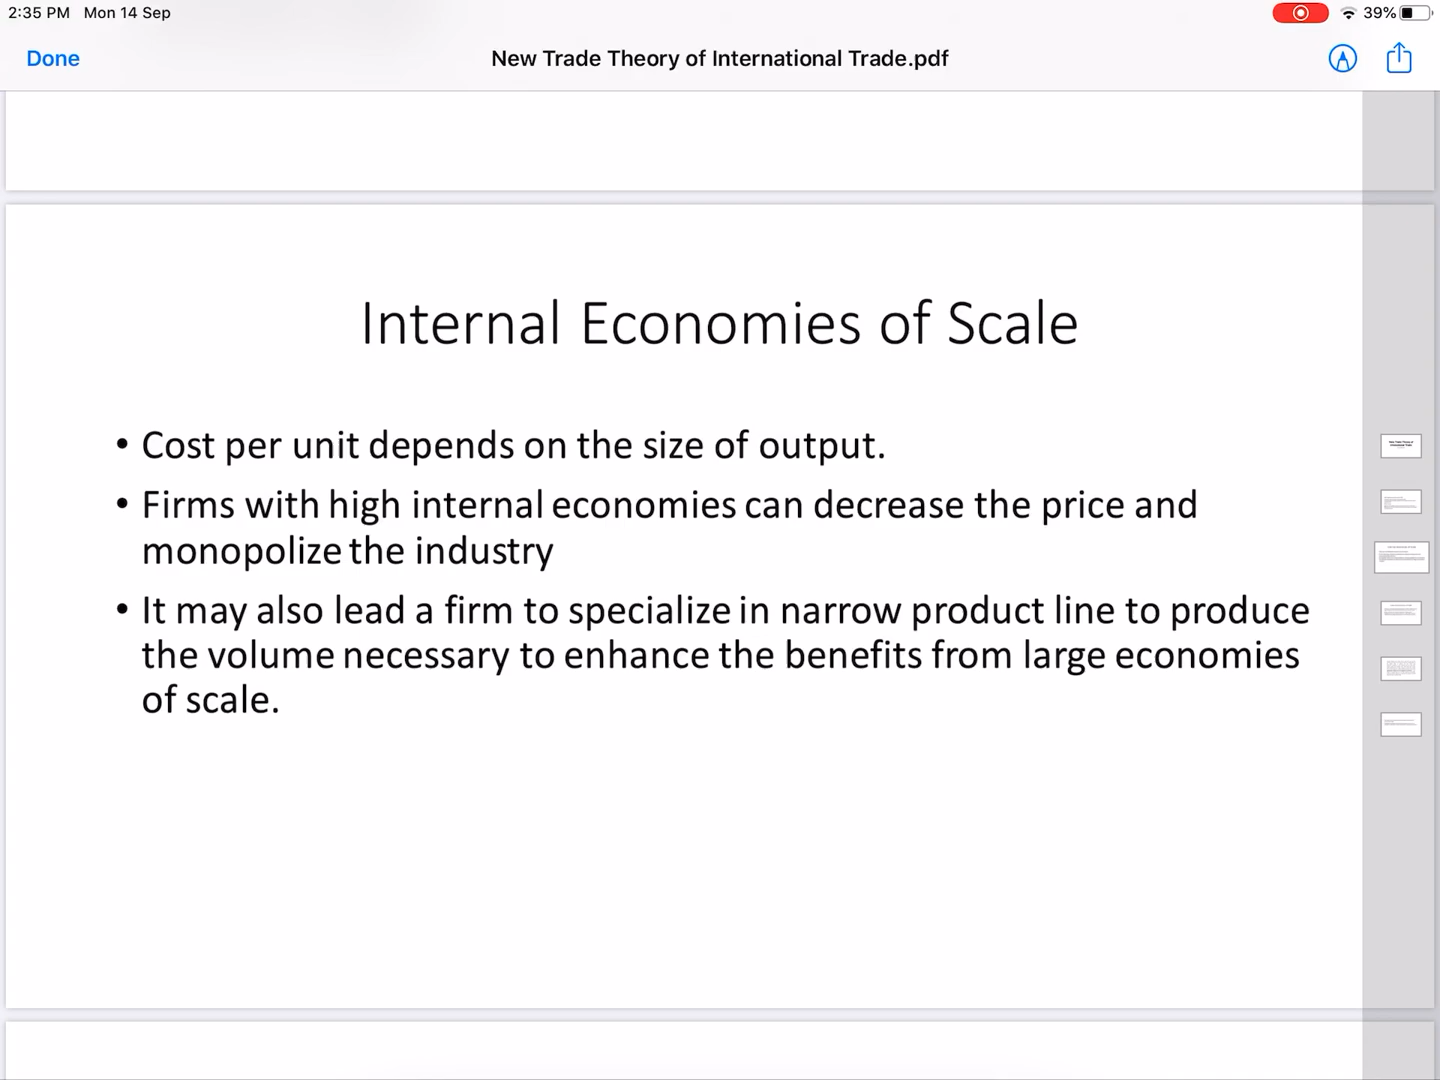 2:35 PM Mon 14 Sep
39%
Done
New Trade Theory of International Trade.pdf
Internal Economies of Scale
• Cost per unit depends on the size of output.
• Firms with high internal economies can decrease the price and
monopolize the industry
• It may also lead a firm to specialize in narrow product line to produce
the volume necessary to enhance the benefits from large economies
of scale.